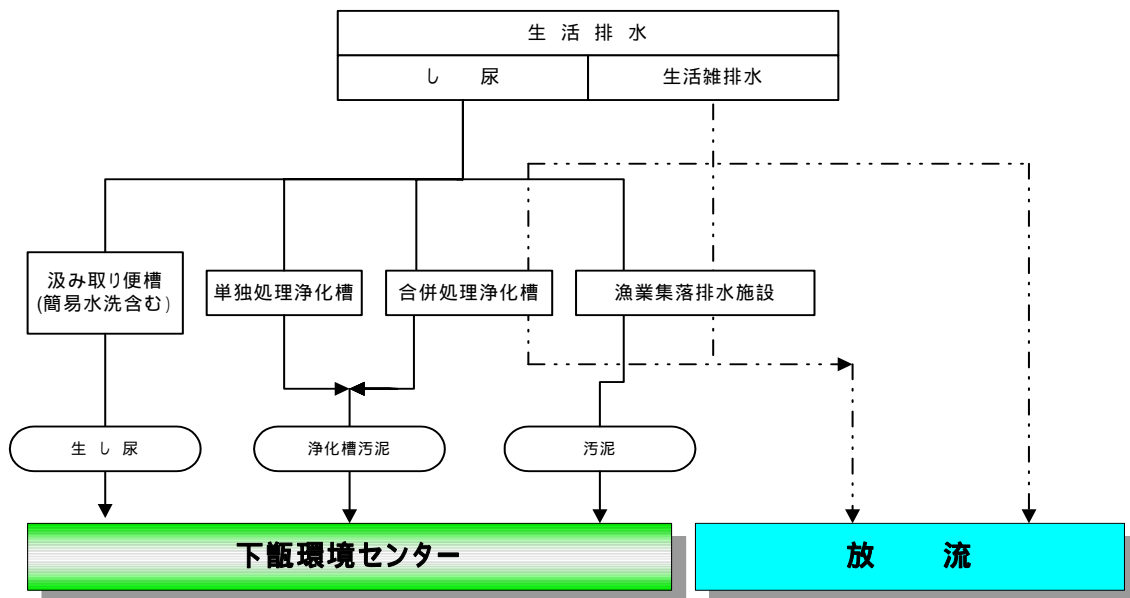 生 活 排 水
し 尿
生活雑排水
汲み取り便槽
(簡易水洗含む)
単独処理浄化槽
合併処理浄化槽
漁業集落排水施設
生 し 尿
浄化槽汚泥
汚泥
下甑環境センター
放 流